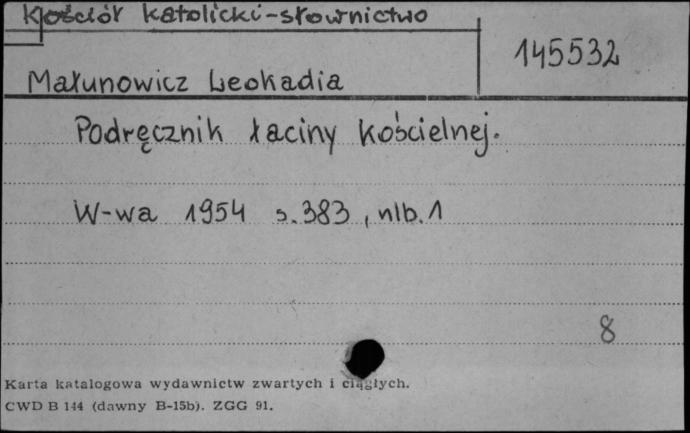 Kościół katolicki-słownictwo
145532
Małunowicz Leokadia
Podręcznik łaciny kościelnej.
W-wa 1954 s.383, nlb.1
8
Karta katalogowa wydawnictw zwartych i ciągłych.
CWD B 144 (dawny B-15b). ZGG 91.